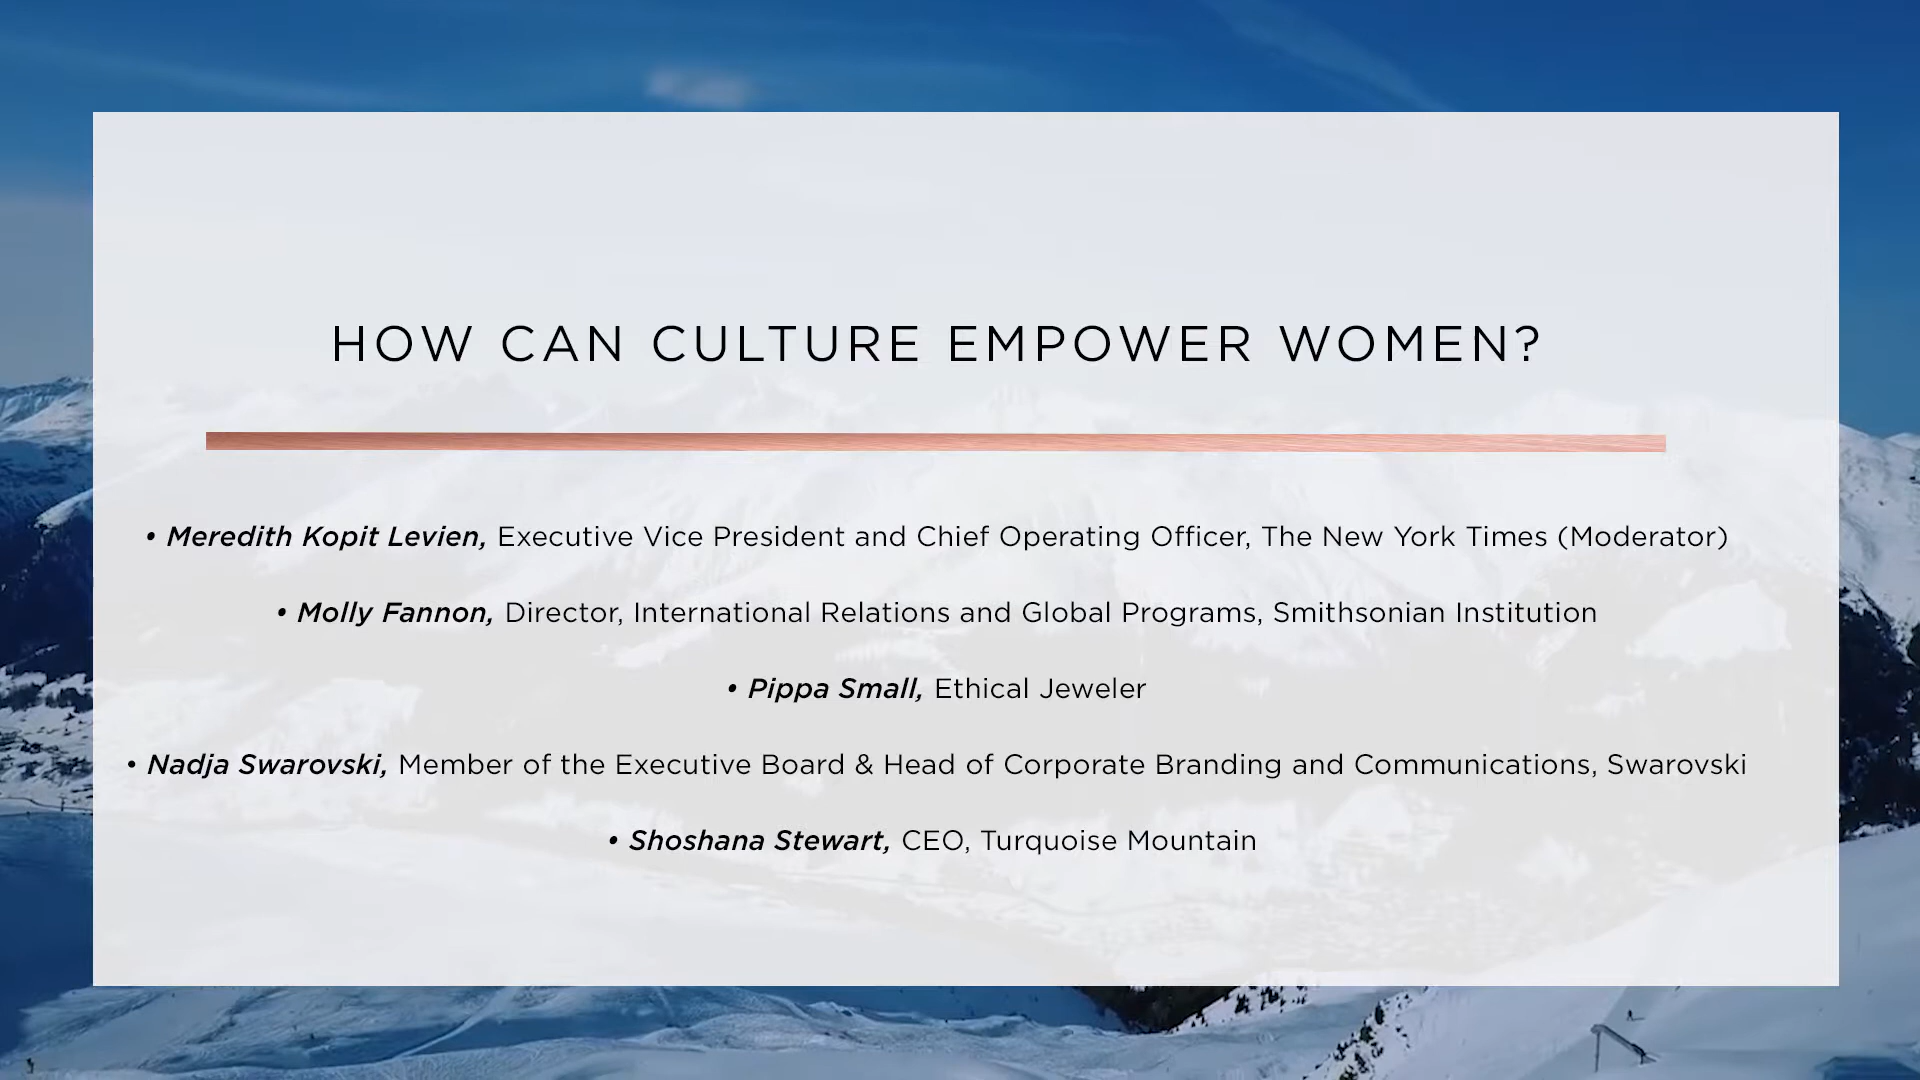 HOW CAN CULTURE EMPOWER WOMEN?
• Meredith Kopit Levien, Executive Vice President and Chief Operating Officer, The New York Times (Moderator)
• Molly Fannon, Director, International Relations and Global Programs, Smithsonian Institution
• Pippa Small, Ethical Jeweler
• Nadja Swarovski, Member of the Executive Board & Head of Corporate Branding and Communications, Swarovski
• Shoshana Stewart, CEO, Turquoise Mountain